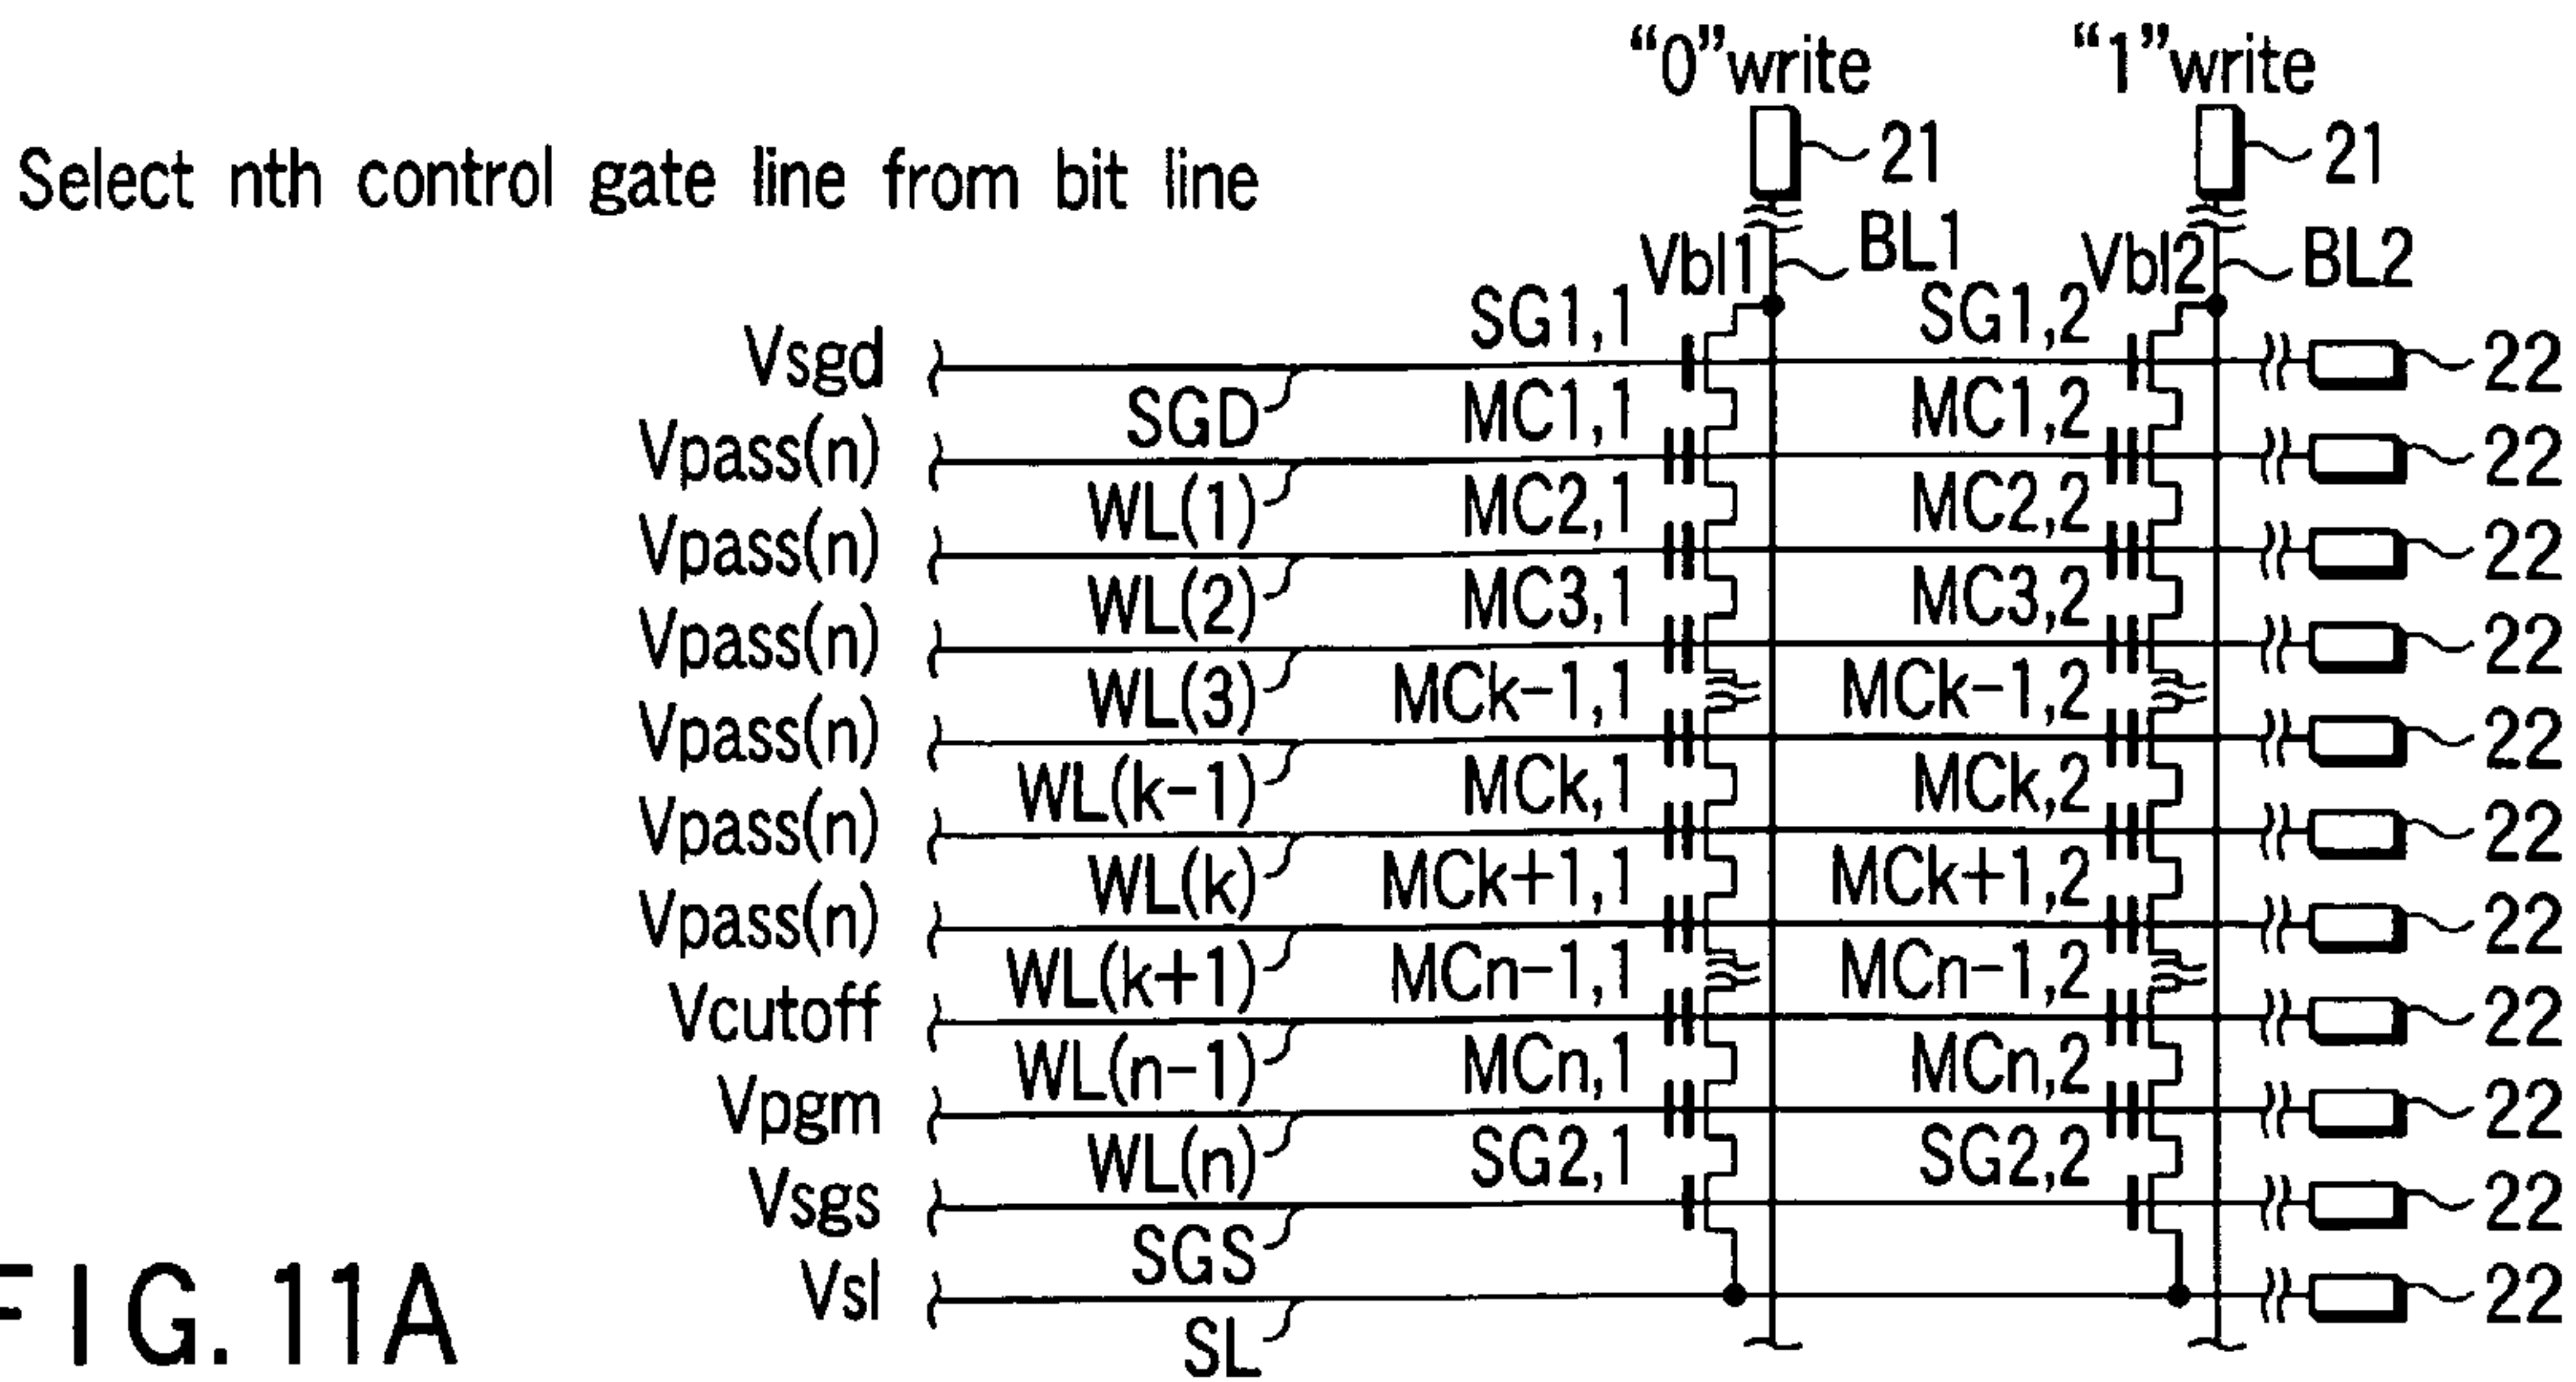 “0”write “1”write
21 21
Select nth control gate line from bit line
Vbl1 BL1 Vbl2 BL2
Vsgd SGD SG1,1 SG1,2 22
Vpass(n) WL(1) MC1,1 MC1,2 22
Vpass(n) WL(2) MC2,1 MC2,2 22
Vpass(n) WL(3) MC3,1 MC3,2 22
Vpass(n) WL(k-1) MCk-1,1 MCk-1,2 22
Vpass(n) WL(k) MCk,1 MCk,2 22
Vpass(n) WL(k+1) MCk+1,1 MCk+1,2 22
Vcutoff WL(n-1) MCn-1,1 MCn-1,2 22
Vpgm WL(n) MCn,1 MCn,2 22
Vsgs SGS SG2,1 SG2,2 22
Vsl SL 22
FIG. 11A